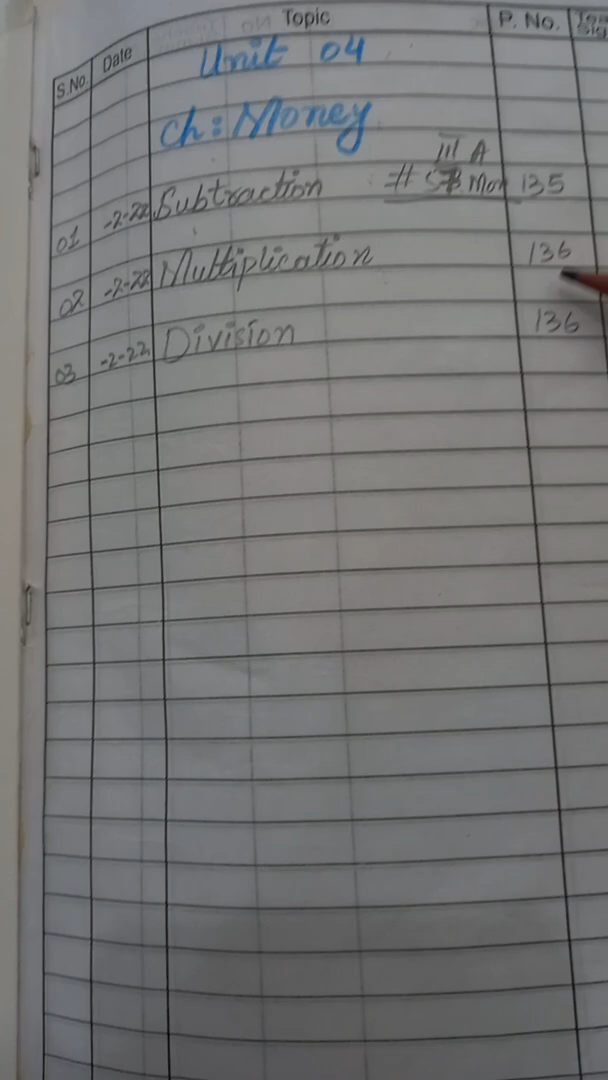 S.No. Date Topic P. No.
Unit 04
Ch: Money
III A
01 -2-22 Subtraction 135
02 -2-22 Multiplication 136
03 -2-22 Division 136